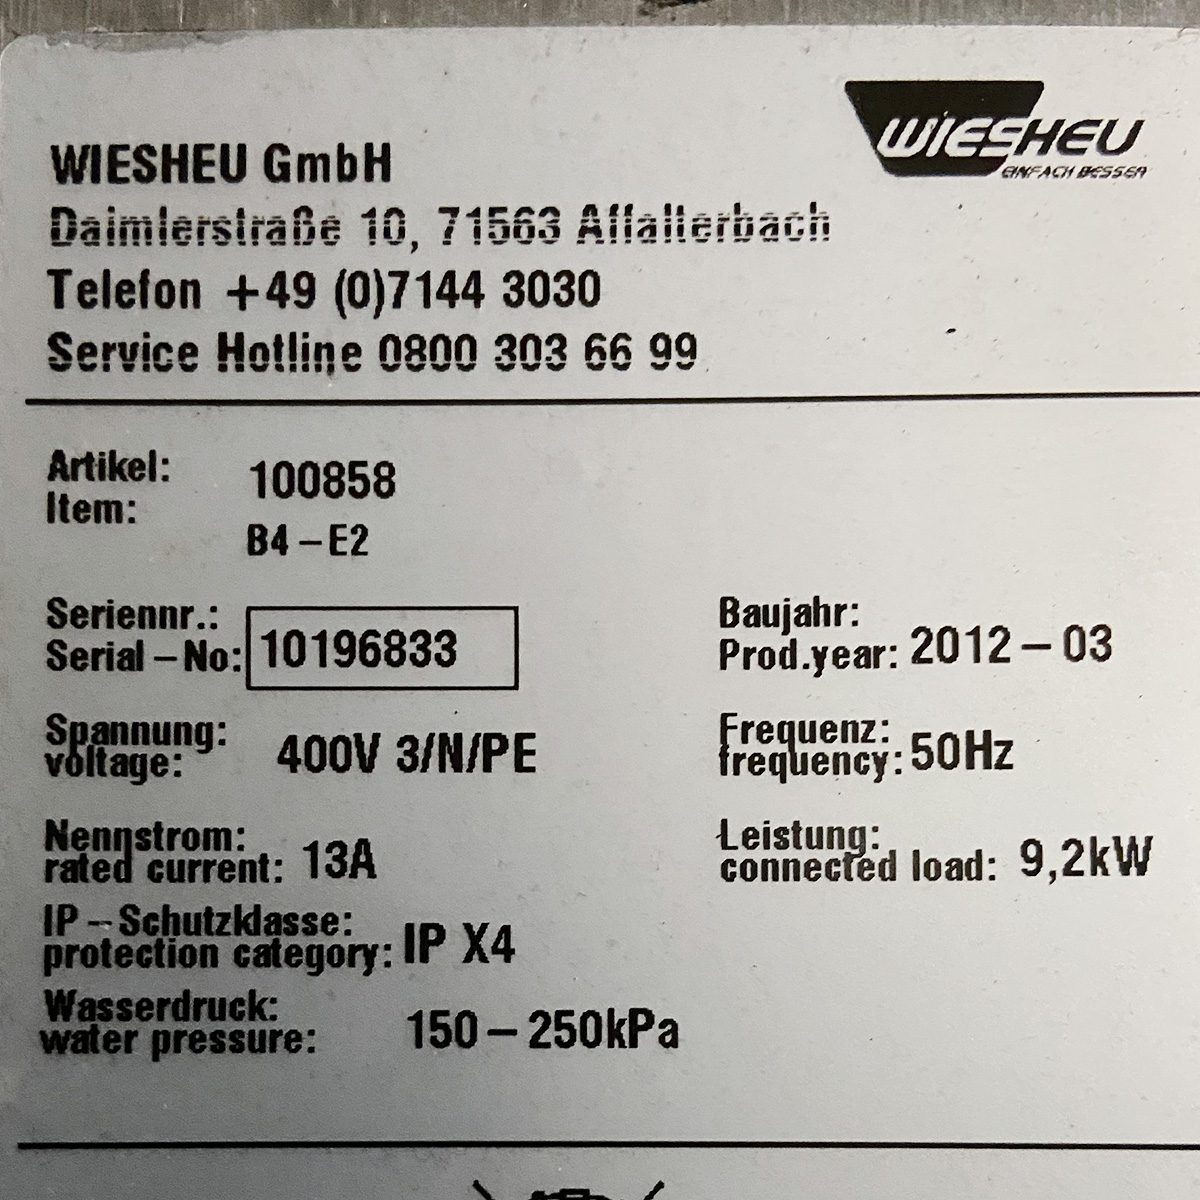 WIESHEU
EINFACH BESSER
WIESHEU GmbH
Daimlerstraße 10, 71563 Affalterbach
Telefon +49 (0)7144 3030
Service Hotline 0800 303 66 99
Artikel:
Item:
100858
B4-E2
Seriennr.:
Serial-No: 10196833
Baujahr:
Prod.year: 2012-03
Spannung:
voltage: 400V 3/N/PE
Frequenz:
frequency: 50Hz
Nennstrom:
rated current: 13A
Leistung:
connected load: 9,2kW
IP-Schutzklasse:
protection category: IP X4
Wasserdruck:
water pressure: 150-250kPa